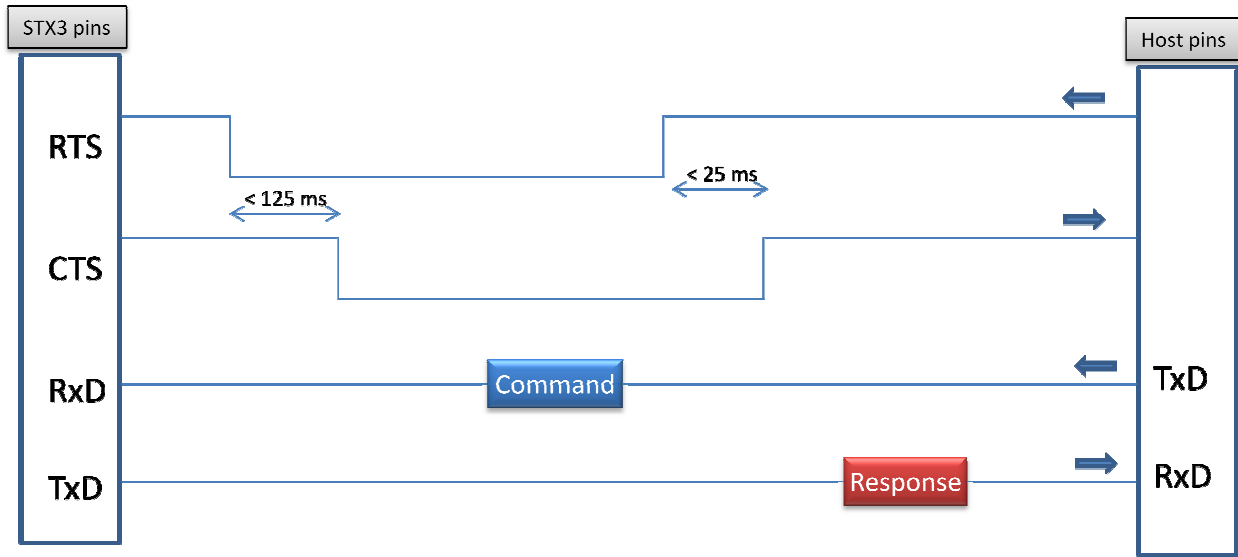 STX3 pins
Host pins
RTS
< 25 ms
< 125 ms
CTS
RxD
Command
TxD
TxD
Response
RxD